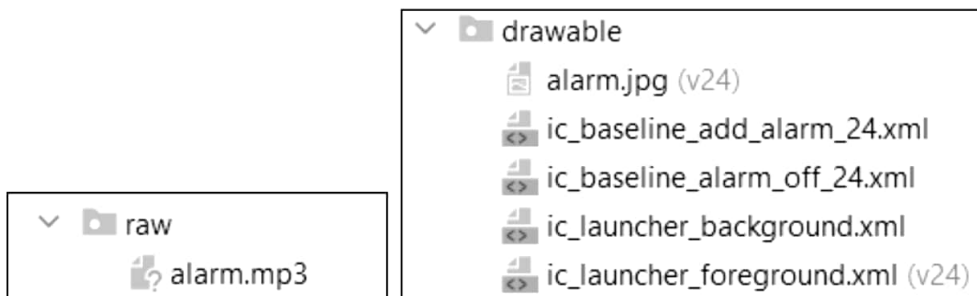 raw
alarm.mp3
drawable
alarm.jpg (v24)
ic_baseline_add_alarm_24.xml
ic_baseline_alarm_off_24.xml
ic_launcher_background.xml
ic_launcher_foreground.xml (v24)